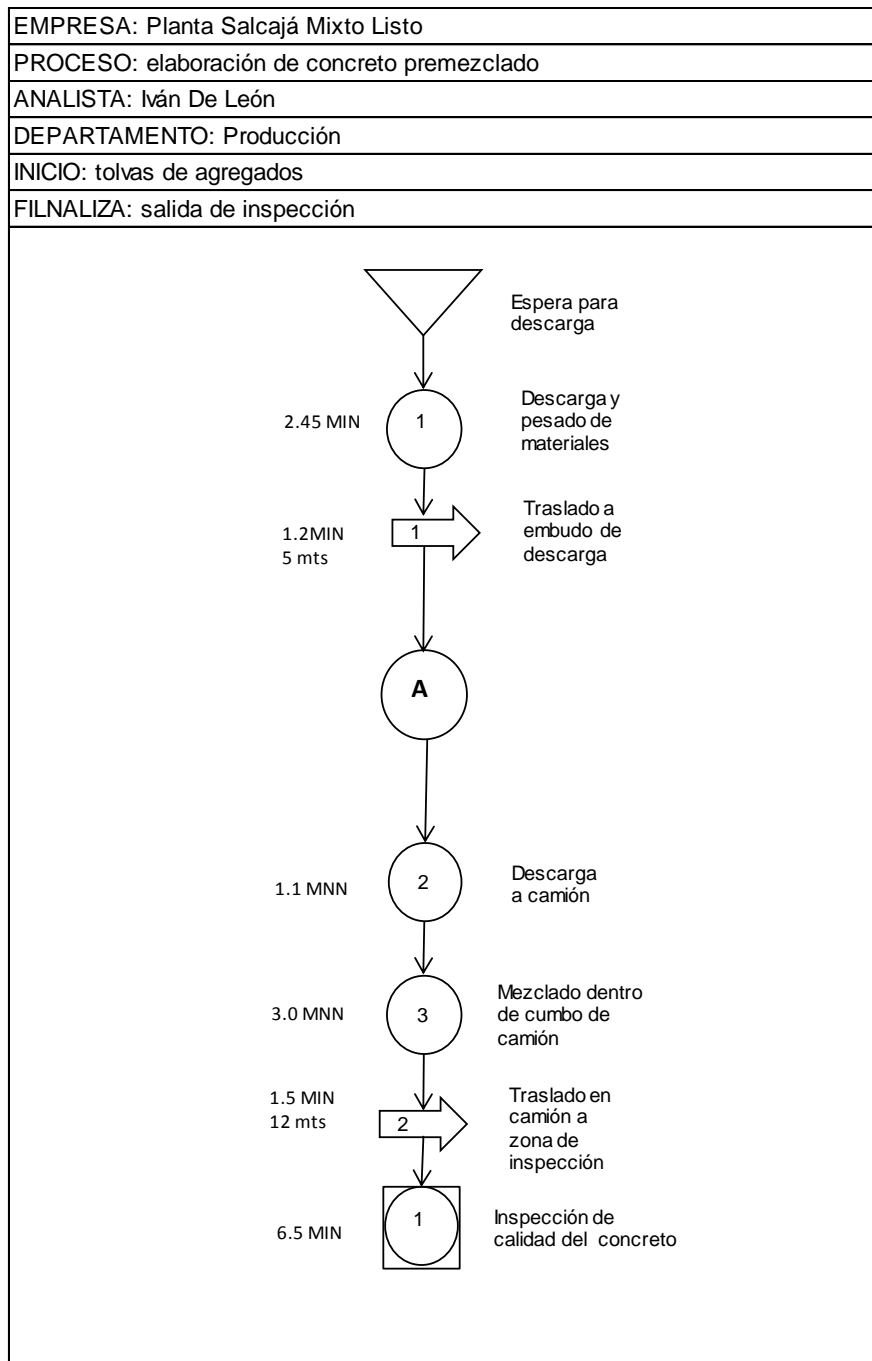 EMPRESA: Planta Salcajá Mixto Listo
PROCESO: elaboración de concreto premezclado
ANALISTA: Iván De León
DEPARTAMENTO: Producción
INICIO: tolvas de agregados
FILNALIZA: salida de inspección
Espera para
descarga
2.45 MIN
1
Descarga y
pesado de
materiales
1.2MIN
5 mts
1
Traslado a
embudo de
descarga
A
1.1 MNN
2
Descarga
a camión
3.0 MNN
3
Mezclado dentro
de cumbo de
camión
1.5 MIN
12 mts
2
Traslado en
camión a
zona de
inspección
6.5 MIN
1
Inspección de
calidad del concreto